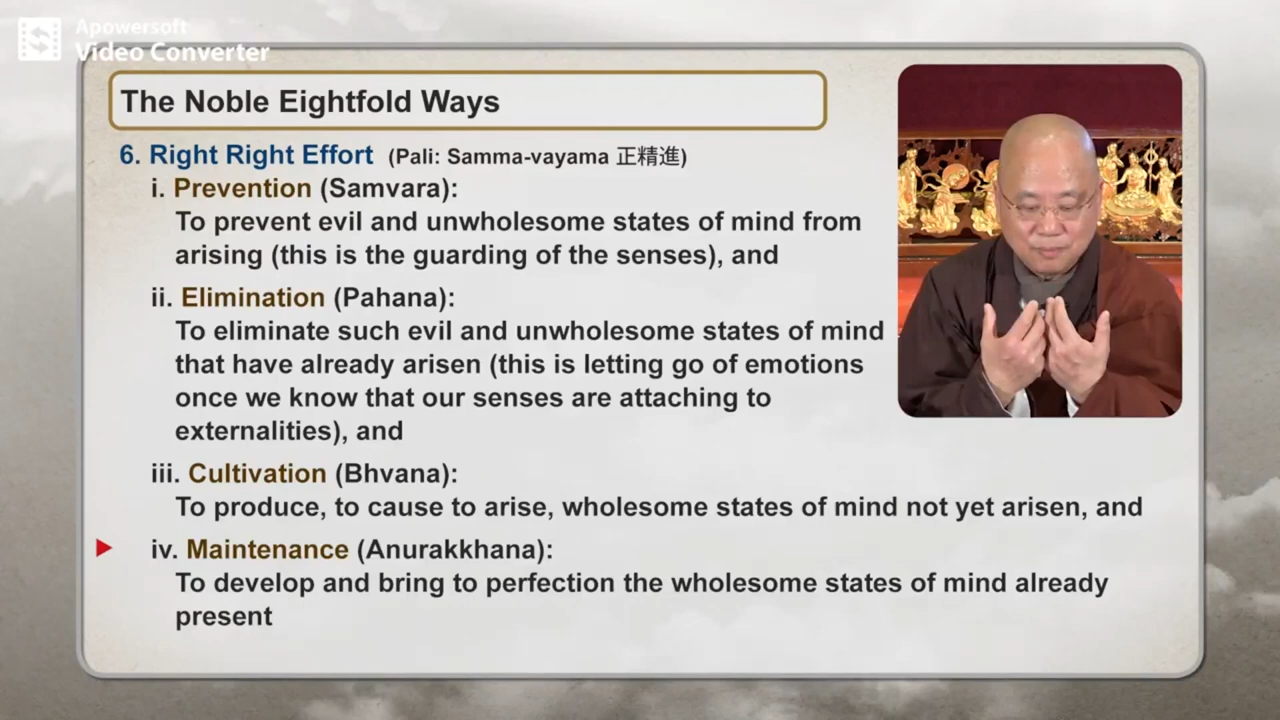 Apowersoft
Video Converter
The Noble Eightfold Ways
6. Right Right Effort (Pali: Samma-vayama 正精進)
i. Prevention (Samvara):
To prevent evil and unwholesome states of mind from
arising (this is the guarding of the senses), and
ii. Elimination (Pahana):
To eliminate such evil and unwholesome states of mind
that have already arisen (this is letting go of emotions
once we know that our senses are attaching to
externalities), and
iii. Cultivation (Bhvana):
To produce, to cause to arise, wholesome states of mind not yet arisen, and
iv. Maintenance (Anurakkhana):
To develop and bring to perfection the wholesome states of mind already
present